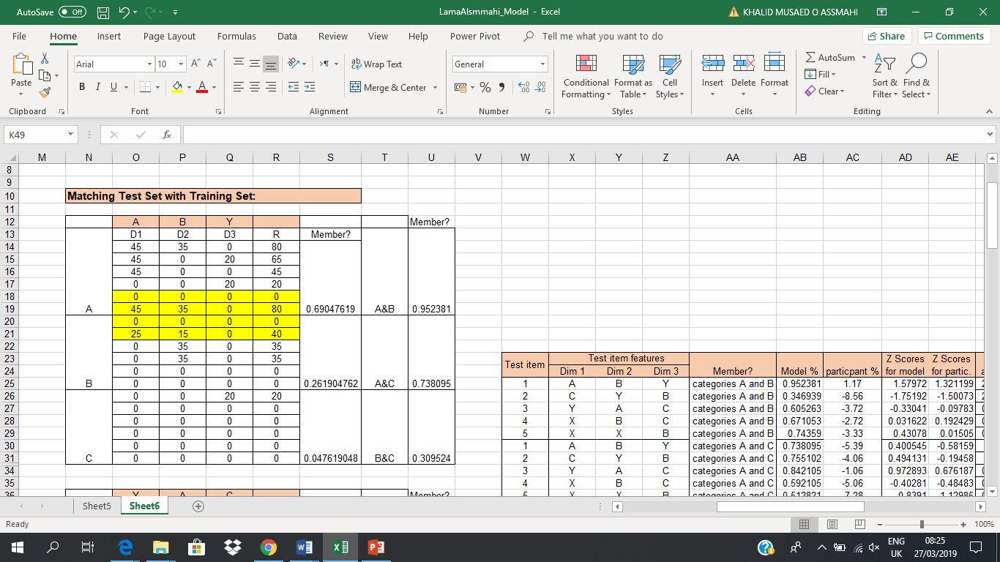 AutoSave Off LamaAlsmmahi_Model - Excel KHALID MUSAED O ASSMAHI
File Home Insert Page Layout Formulas Data Review View Help Power Pivot Tell me what you want to do Share Comments
Paste
Arial 10
Wrap Text
General
B I U
Merge & Center
Conditional Formatting
Format as Table
Cell Styles
Insert Delete Format
AutoSum
Fill
Clear
Sort & Filter
Find & Select
Clipboard Font Alignment Number Styles Cells Editing
K49 fx
M N O P Q R S T U V W X Y Z AA AB AC AD AE
8
9
10 Matching Test Set with Training Set:
11
12 A B Y Member?
13 D1 D2 D3 R Member?
14 45 35 0 80
15 45 0 20 65
16 45 0 0 45
17 0 0 20 20
18 0 0 0 0
19 A 45 35 0 80 0.69047619 A&B 0.952381
20 0 0 0 0
21 25 15 0 40
22 0 35 0 35
23 0 35 0 35 Test item Test item features Z Scores Z Scores
24 0 0 0 0 Dim 1 Dim 2 Dim 3 Member? Model % particpant % for model for partic.
25 B 0 0 0 0 0.261904762 A&C 0.738095 1 A B Y categories A and B 0.952381 1.17 1.57972 1.321199
26 0 0 20 20 2 C Y B categories A and B 0.346939 -8.56 -1.75192 -1.50073
27 0 0 0 0 3 Y A C categories A and B 0.605263 -3.72 -0.33041 -0.09783
28 0 0 0 0 4 X B C categories A and B 0.671053 -2.72 0.031622 0.192429
29 0 0 0 0 5 X X B categories A and B 0.74359 -3.33 0.43078 0.01505
30 0 0 0 0 1 A B Y categories A and C 0.738095 -5.39 0.400545 -0.58159
31 C 0 0 0 0 0.047619048 B&C 0.309524 2 C Y B categories A and C 0.755102 -4.06 0.494131 -0.19458
34 3 Y A C categories A and C 0.842105 -1.06 0.972893 0.676187
35 4 X B C categories A and C 0.592105 -5.06 -0.40281 -0.48483
36 Y A C Member? 5 X X B categories A and C
Sheet5 Sheet6
Ready 100%
ENG 08:25
UK 27/03/2019